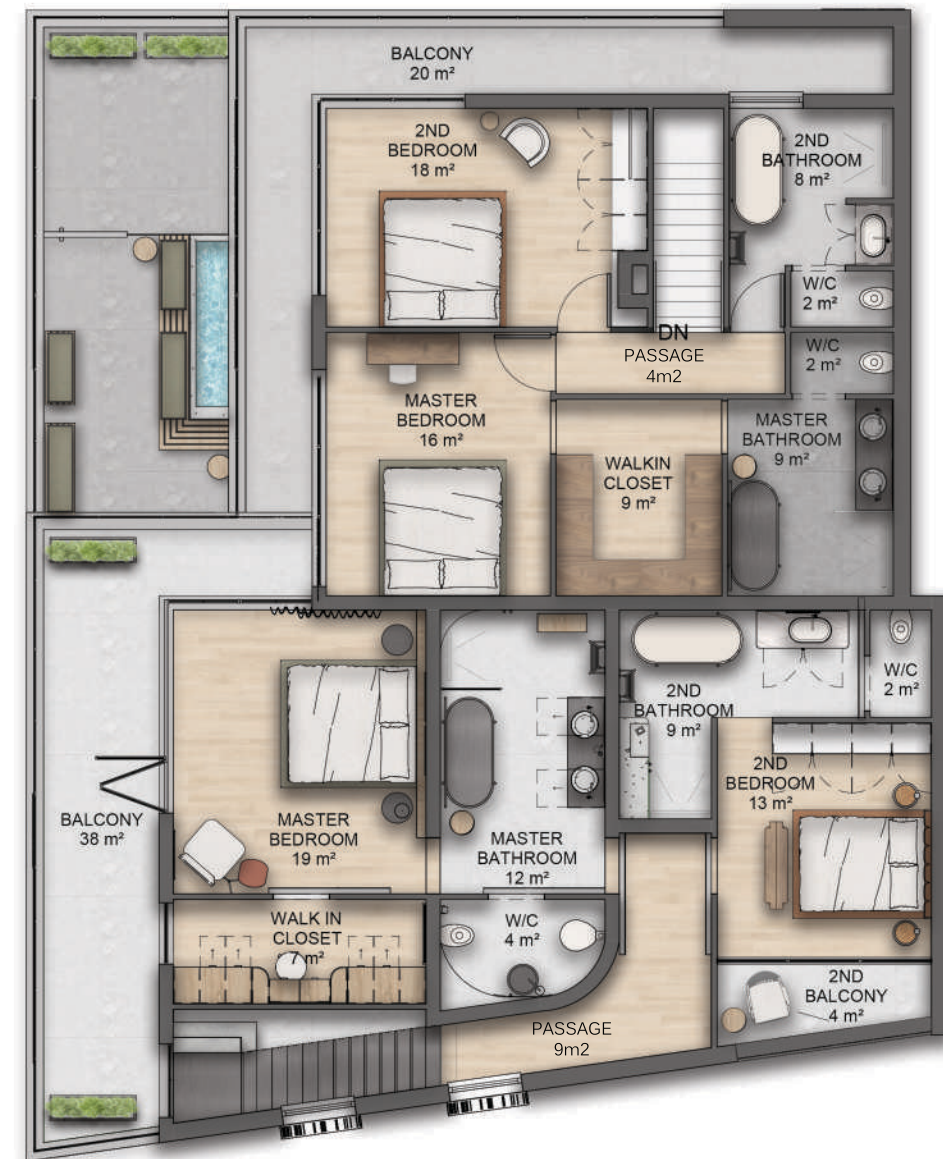 BALCONY
20 m²
2ND
BEDROOM
18 m²
2ND
BATHROOM
8 m²
W/C
2 m²
DN
PASSAGE
4m2
W/C
2 m²
MASTER
BEDROOM
16 m²
WALKIN
CLOSET
9 m²
MASTER
BATHROOM
9 m²
W/C
2 m²
2ND
BATHROOM
9 m²
2ND
BEDROOM
13 m²
BALCONY
38 m²
MASTER
BEDROOM
19 m²
MASTER
BATHROOM
12 m²
WALK IN
CLOSET
7 m²
W/C
4 m²
2ND
BALCONY
4 m²
PASSAGE
9m2